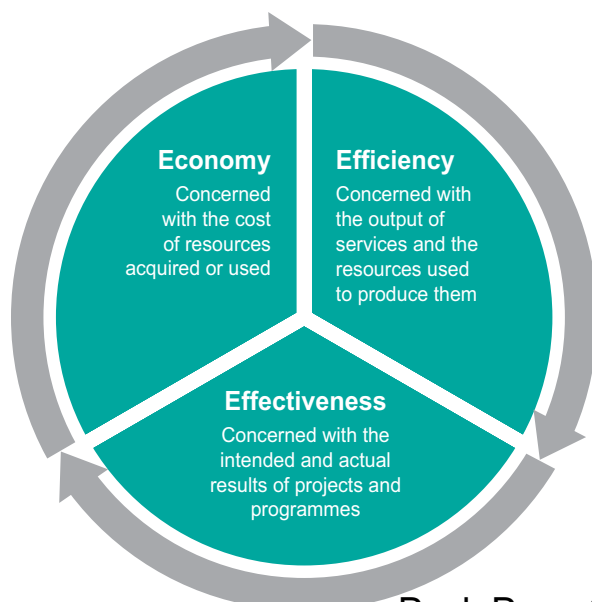 Economy
Concerned
with the cost
of resources
acquired or used
Efficiency
Concerned with
the output of
services and the
resources used
to produce them
Effectiveness
Concerned with the
intended and actual
results of projects and
programmes